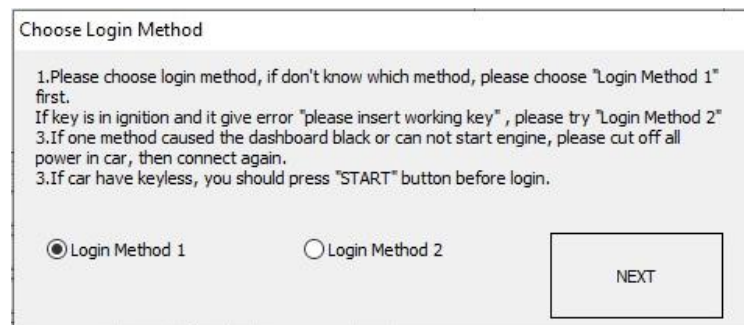 Choose Login Method
1.Please choose login method, if don't know which method, please choose "Login Method 1"
first.
If key is in ignition and it give error "please insert working key" , please try "Login Method 2"
3.If one method caused the dashboard black or can not start engine, please cut off all
power in car, then connect again.
3.If car have keyless, you should press "START" button before login.
Login Method 1
Login Method 2
NEXT